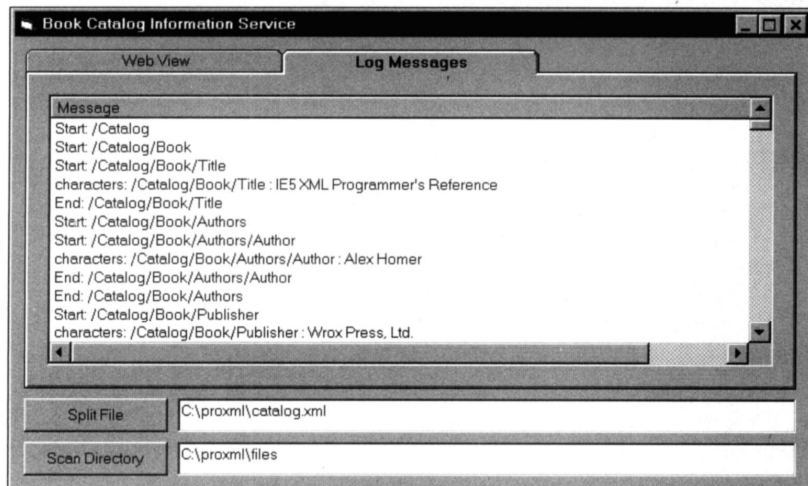 Book Catalog Information Service
Web View
Log Messages
Message
Start: /Catalog
Start: /Catalog/Book
Start: /Catalog/Book/Title
characters: /Catalog/Book/Title : IE5 XML Programmer's Reference
End: /Catalog/Book/Title
Start: /Catalog/Book/Authors
Start: /Catalog/Book/Authors/Author
characters: /Catalog/Book/Authors/Author : Alex Homer
End: /Catalog/Book/Authors/Author
End: /Catalog/Book/Authors
Start: /Catalog/Book/Publisher
characters: /Catalog/Book/Publisher : Wrox Press, Ltd.
Split File
C:\proxml\catalog.xml
Scan Directory
C:\proxml\files